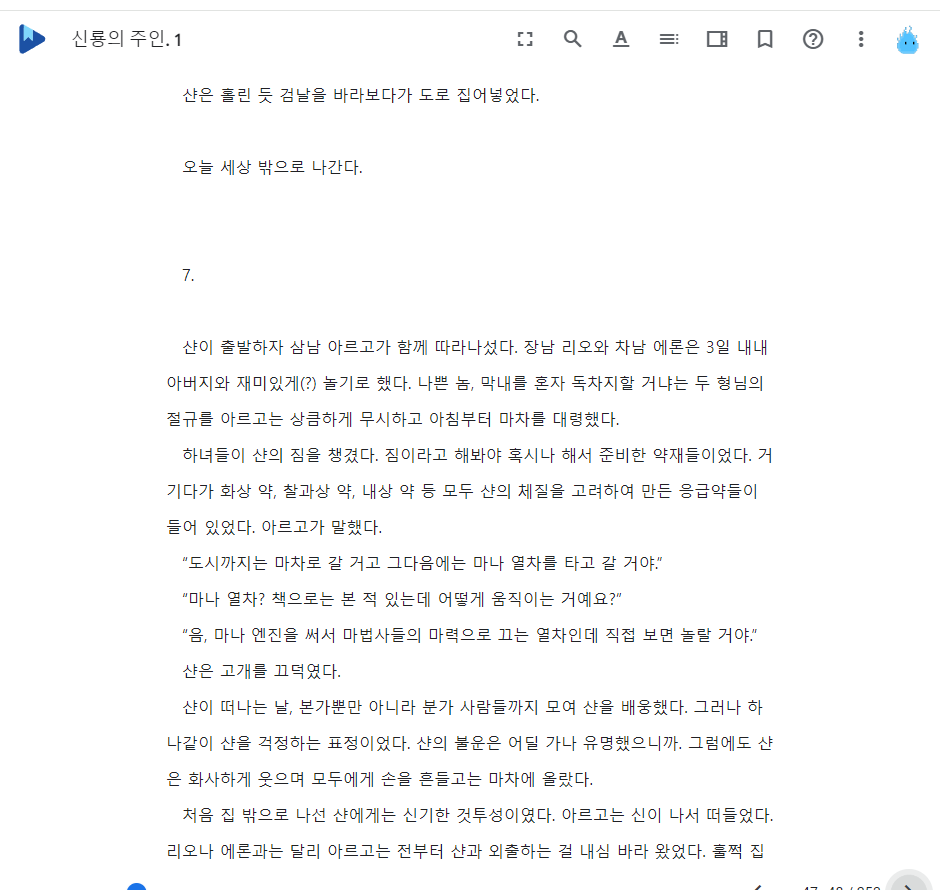 신룡의 주인. 1
샨은 홀린 듯 검날을 바라보다가 도로 집어넣었다.
오늘 세상 밖으로 나간다.
7.
샨이 출발하자 삼남 아르고가 함께 따라나섰다. 장남 리오와 차남 에론은 3일 내내
아버지와 재미있게(?) 놀기로 했다. 나쁜 놈, 막내를 혼자 독차지할 거냐는 두 형님의
절규를 아르고는 상큼하게 무시하고 아침부터 마차를 대령했다.
하녀들이 샨의 짐을 챙겼다. 짐이라고 해봐야 혹시나 해서 준비한 약재들이었다. 거
기다가 화상 약, 찰과상 약, 내상 약 등 모두 샨의 체질을 고려하여 만든 응급약들이
들어 있었다. 아르고가 말했다.
“도시까지는 마차로 갈 거고 그다음에는 마나 열차를 타고 갈 거야.”
“마나 열차? 책으로는 본 적 있는데 어떻게 움직이는 거예요?”
“음, 마나 엔진을 써서 마법사들의 마력으로 끄는 열차인데 직접 보면 놀랄 거야.”
샨은 고개를 끄덕였다.
샨이 떠나는 날, 본가뿐만 아니라 분가 사람들까지 모여 샨을 배웅했다. 그러나 하
나같이 샨을 걱정하는 표정이었다. 샨의 불운은 어딜 가나 유명했으니까. 그럼에도 샨
은 화사하게 웃으며 모두에게 손을 흔들고는 마차에 올랐다.
처음 집 밖으로 나선 샨에게는 신기한 것투성이였다. 아르고는 신이 나서 떠들었다.
리오나 에론과는 달리 아르고는 전부터 샨과 외출하는 걸 내심 바라 왔었다. 훌쩍 집